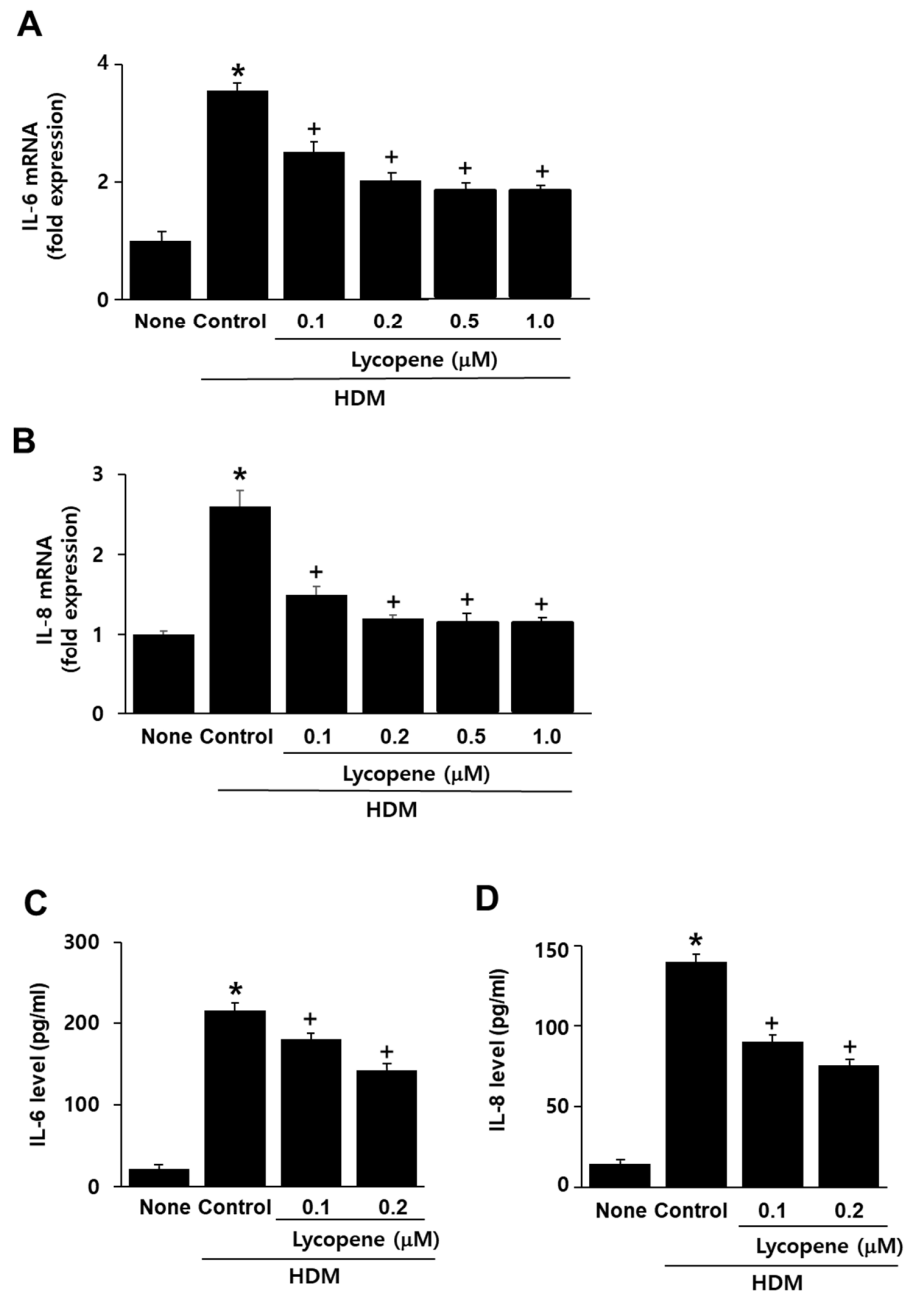 A
IL-6 mRNA
(fold expression)
4
2
0
*
+
+
+
+
None Control 0.1 0.2 0.5 1.0
Lycopene (μM)
HDM
B
IL-8 mRNA
(fold expression)
3
2
1
0
*
+
+
+
+
None Control 0.1 0.2 0.5 1.0
Lycopene (μM)
HDM
C
IL-6 level (pg/ml)
300
200
100
0
*
+
+
None Control 0.1 0.2
Lycopene (μM)
HDM
D
IL-8 level (pg/ml)
150
100
50
0
*
+
+
None Control 0.1 0.2
Lycopene (μM)
HDM